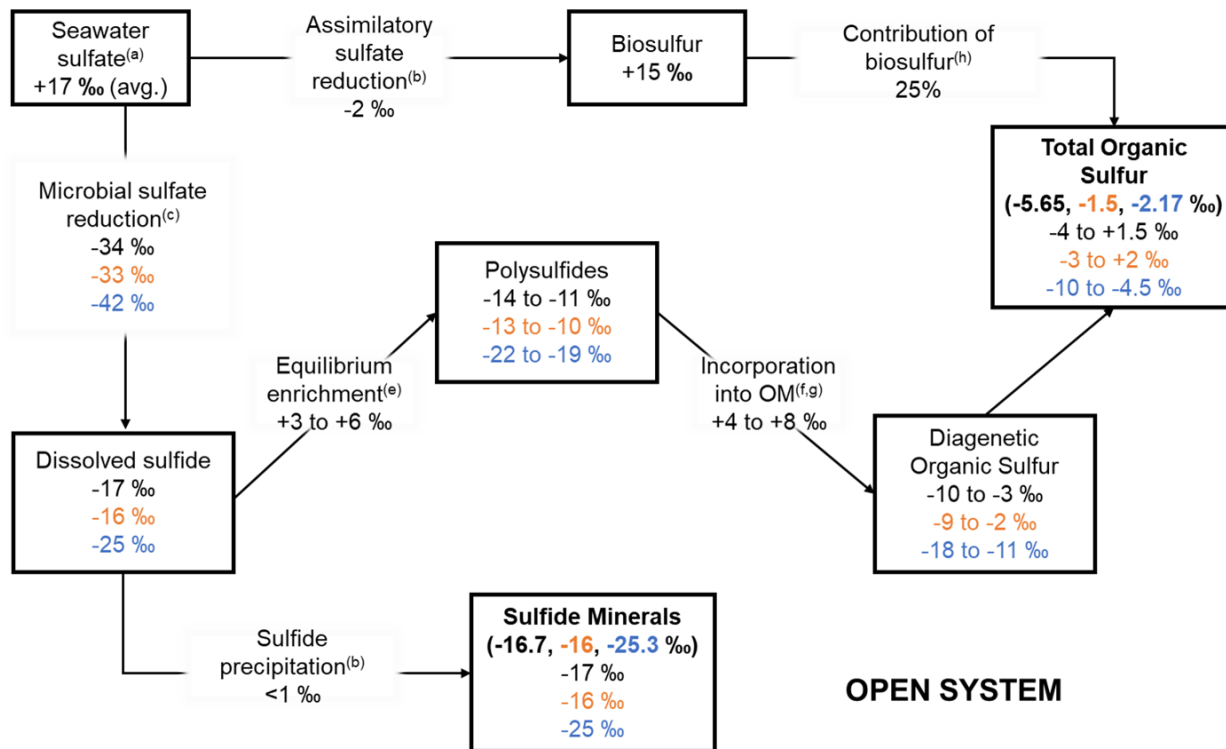 Seawater
sulfate(a)
+17 ‰ (avg.)
Assimilatory
sulfate
reduction(b)
-2 ‰
Biosulfur
+15 ‰
Contribution of
biosulfur(h)
25%
Total Organic
Sulfur
(-5.65, -1.5, -2.17 ‰)
-4 to +1.5 ‰
-3 to +2 ‰
-10 to -4.5 ‰
Microbial sulfate
reduction(c)
-34 ‰
-33 ‰
-42 ‰
Polysulfides
-14 to -11 ‰
-13 to -10 ‰
-22 to -19 ‰
Equilibrium
enrichment(e)
+3 to +6 ‰
Incorporation
into OM(f,g)
+4 to +8 ‰
Dissolved sulfide
-17 ‰
-16 ‰
-25 ‰
Diagenetic
Organic Sulfur
-10 to -3 ‰
-9 to -2 ‰
-18 to -11 ‰
Sulfide
precipitation(b)
<1 ‰
Sulfide Minerals
(-16.7, -16, -25.3 ‰)
-17 ‰
-16 ‰
-25 ‰
OPEN SYSTEM